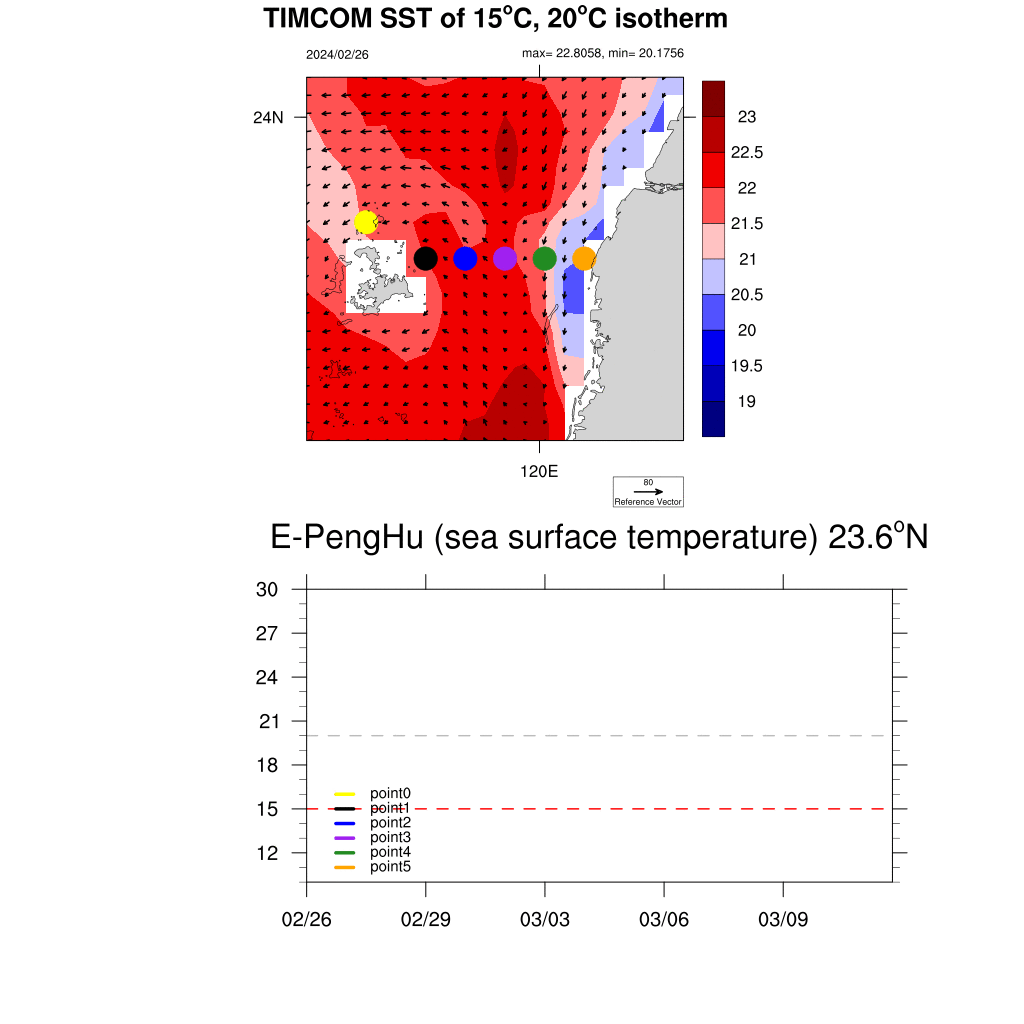 TIMCOM SST of 15°C, 20°C isotherm
2024/02/26
max= 22.8058, min= 20.1756
24N
23
22.5
22
21.5
21
20.5
20
19.5
19
120E
80
Reference Vector
E-PengHu (sea surface temperature) 23.6°N
30
27
24
21
18
15
12
point0
point1
point2
point3
point4
point5
02/26
02/29
03/03
03/06
03/09